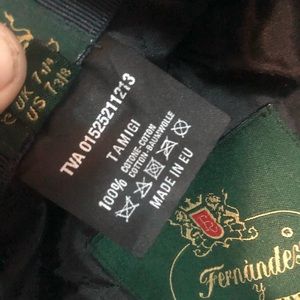 UK 7 1/4
US 7 3/8
TVA 01525211213
TAMIGI
100% COTONE-COTON
COTTON-BAUMWOLLE
MADE IN EU
Fernández
y